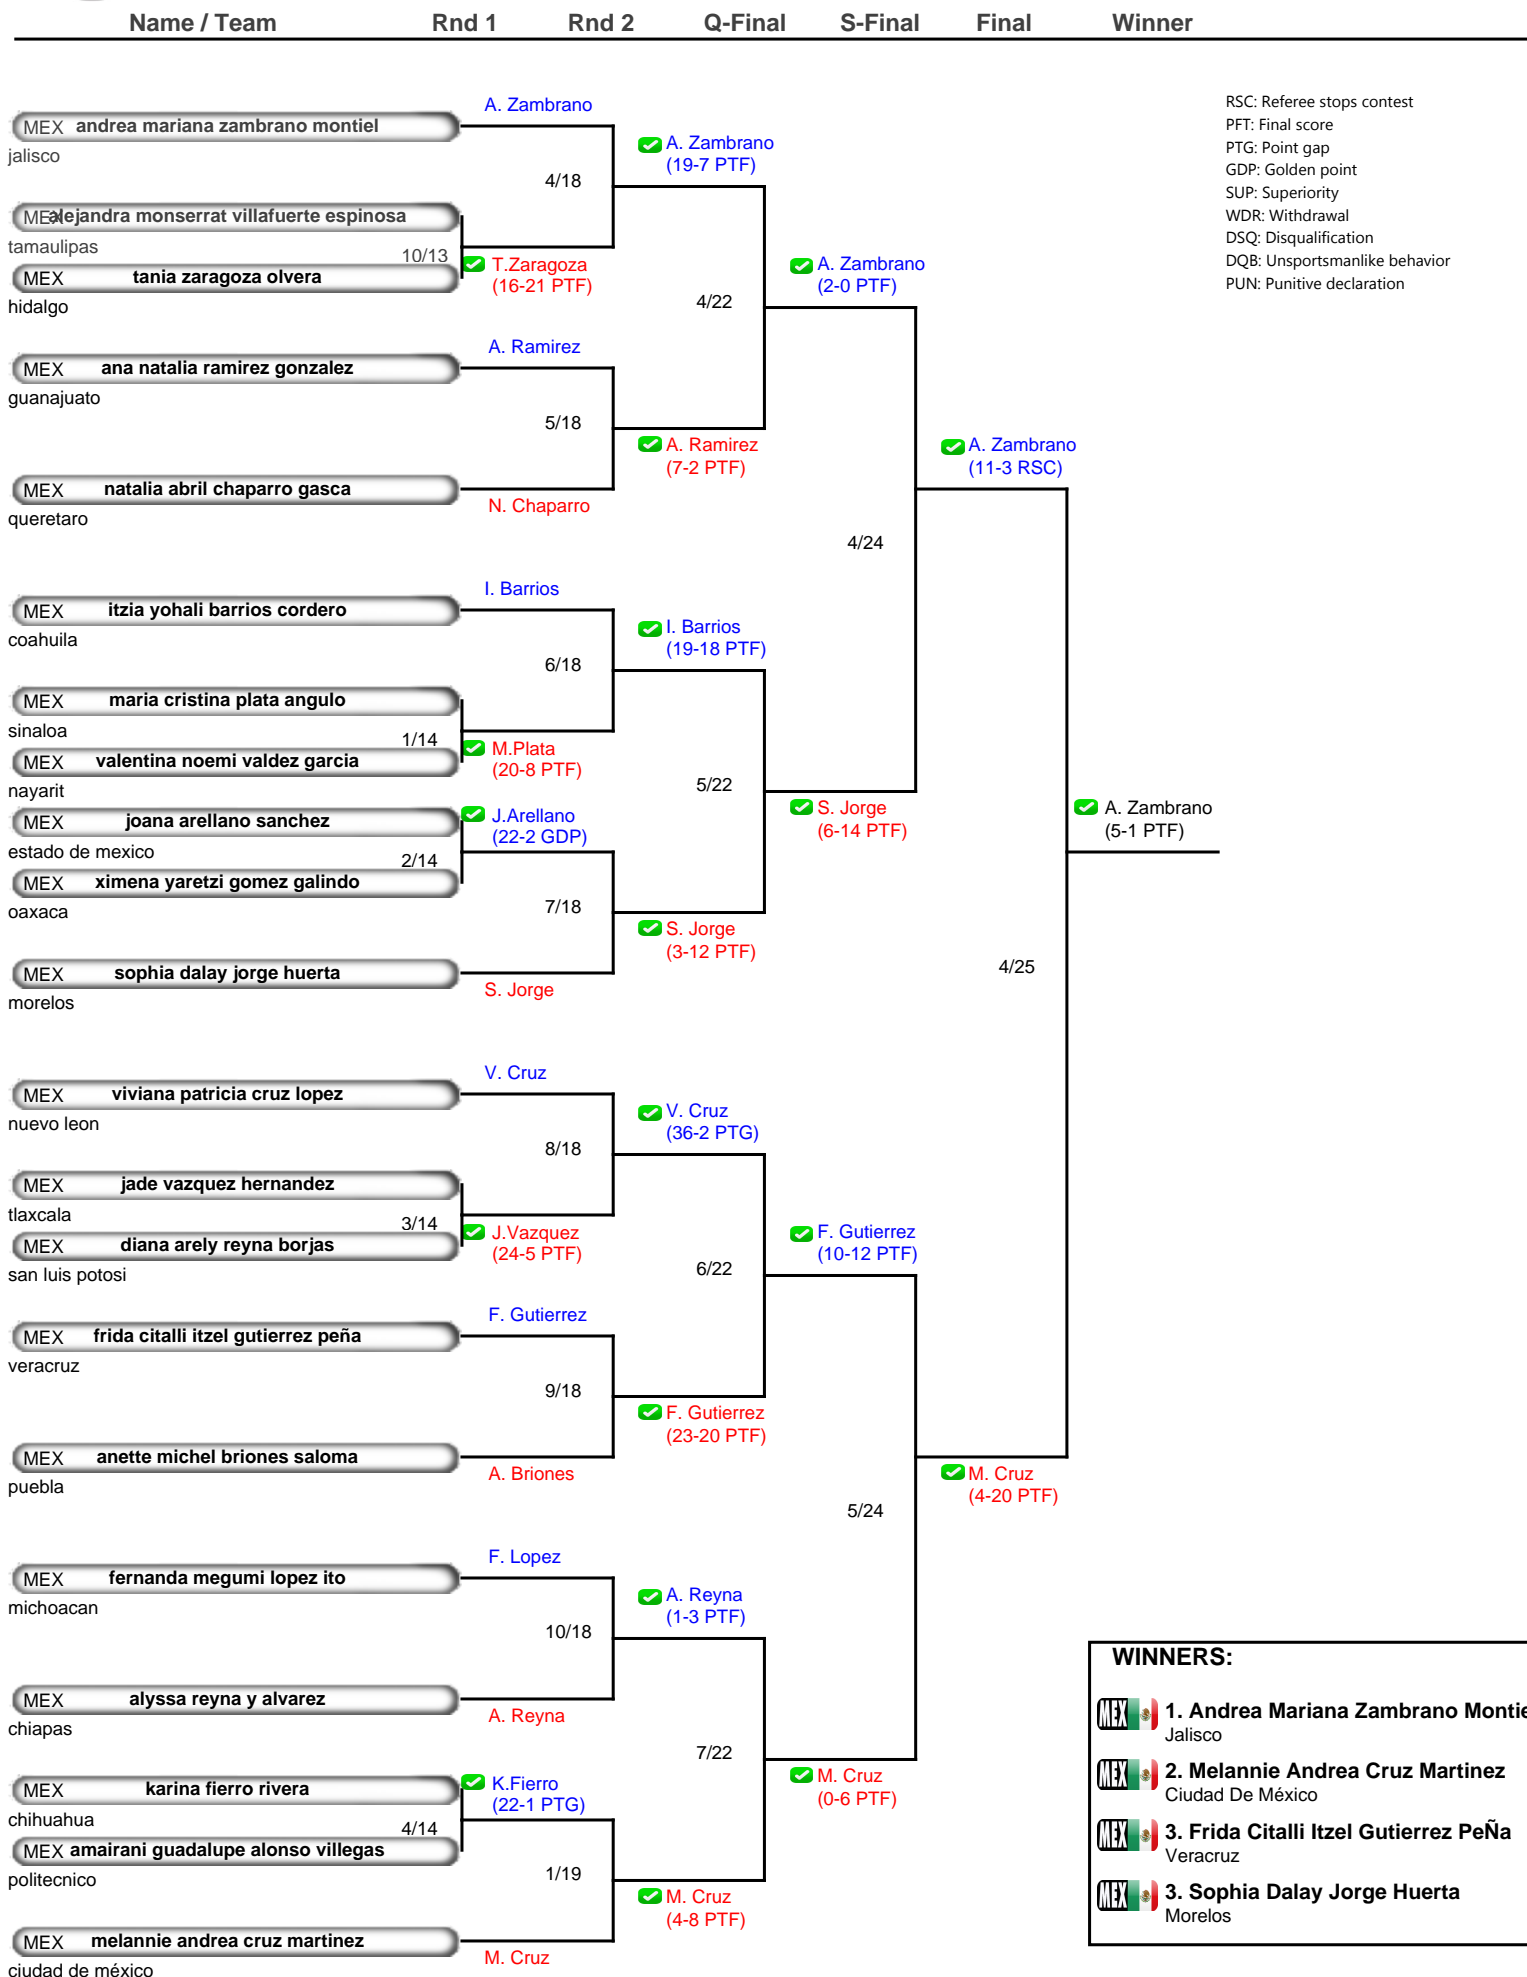 Name / Team Rnd 1 Rnd 2 Q-Final S-Final Final Winner
RSC: Referee stops contest
PFT: Final score
PTG: Point gap
GDP: Golden point
SUP: Superiority
WDR: Withdrawal
DSQ: Disqualification
DQB: Unsportsmanlike behavior
PUN: Punitive declaration
A. Zambrano
MEX andrea mariana zambrano montiel
jalisco
A. Zambrano
(19-7 PTF)
4/18
MEX alejandra monserrat villafuerte espinosa
tamaulipas
10/13
T.Zaragoza
(16-21 PTF)
MEX tania zaragoza olvera
hidalgo
A. Zambrano
(2-0 PTF)
4/22
A. Ramirez
MEX ana natalia ramirez gonzalez
guanajuato
5/18
A. Ramirez
(7-2 PTF)
A. Zambrano
(11-3 RSC)
MEX natalia abril chaparro gasca
queretaro
N. Chaparro
4/24
I. Barrios
MEX itzia yohali barrios cordero
coahuila
I. Barrios
(19-18 PTF)
6/18
MEX maria cristina plata angulo
sinaloa
1/14
M.Plata
(20-8 PTF)
MEX valentina noemi valdez garcia
nayarit
5/22
S. Jorge
(6-14 PTF)
A. Zambrano
(5-1 PTF)
J.Arellano
(22-2 GDP)
MEX joana arellano sanchez
estado de mexico
2/14
MEX ximena yaretzi gomez galindo
oaxaca
7/18
S. Jorge
(3-12 PTF)
MEX sophia dalay jorge huerta
morelos
S. Jorge
4/25
V. Cruz
MEX viviana patricia cruz lopez
nuevo leon
V. Cruz
(36-2 PTG)
8/18
MEX jade vazquez hernandez
tlaxcala
3/14
J.Vazquez
(24-5 PTF)
MEX diana arely reyna borjas
san luis potosi
F. Gutierrez
(10-12 PTF)
6/22
F. Gutierrez
MEX frida citalli itzel gutierrez peña
veracruz
9/18
F. Gutierrez
(23-20 PTF)
MEX anette michel briones saloma
puebla
A. Briones
M. Cruz
(4-20 PTF)
5/24
F. Lopez
MEX fernanda megumi lopez ito
michoacan
A. Reyna
(1-3 PTF)
10/18
MEX alyssa reyna y alvarez
chiapas
A. Reyna
7/22
M. Cruz
(0-6 PTF)
K.Fierro
(22-1 PTG)
MEX karina fierro rivera
chihuahua
4/14
MEX amairani guadalupe alonso villegas
politecnico
1/19
M. Cruz
(4-8 PTF)
MEX melannie andrea cruz martinez
ciudad de méxico
M. Cruz
WINNERS:
MEX 1. Andrea Mariana Zambrano Montie
Jalisco
MEX 2. Melannie Andrea Cruz Martinez
Ciudad De México
MEX 3. Frida Citalli Itzel Gutierrez PeÑa
Veracruz
MEX 3. Sophia Dalay Jorge Huerta
Morelos